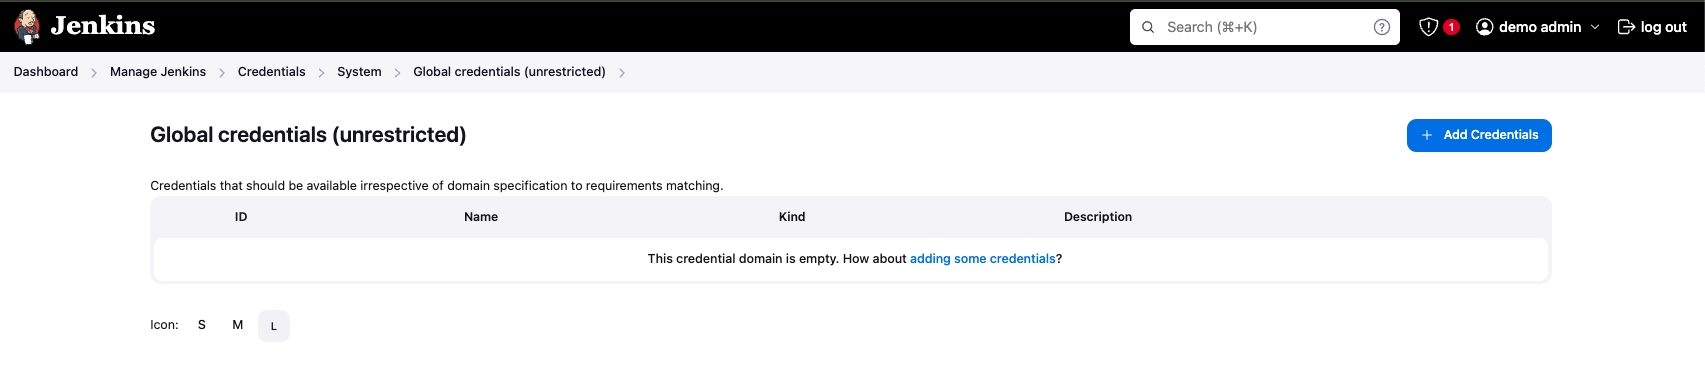 Jenkins Search (⌘+K) ? 1 demo admin log out
Dashboard Manage Jenkins Credentials System Global credentials (unrestricted)
Global credentials (unrestricted) + Add Credentials
Credentials that should be available irrespective of domain specification to requirements matching.
ID Name Kind Description
This credential domain is empty. How about adding some credentials?
Icon: S M L